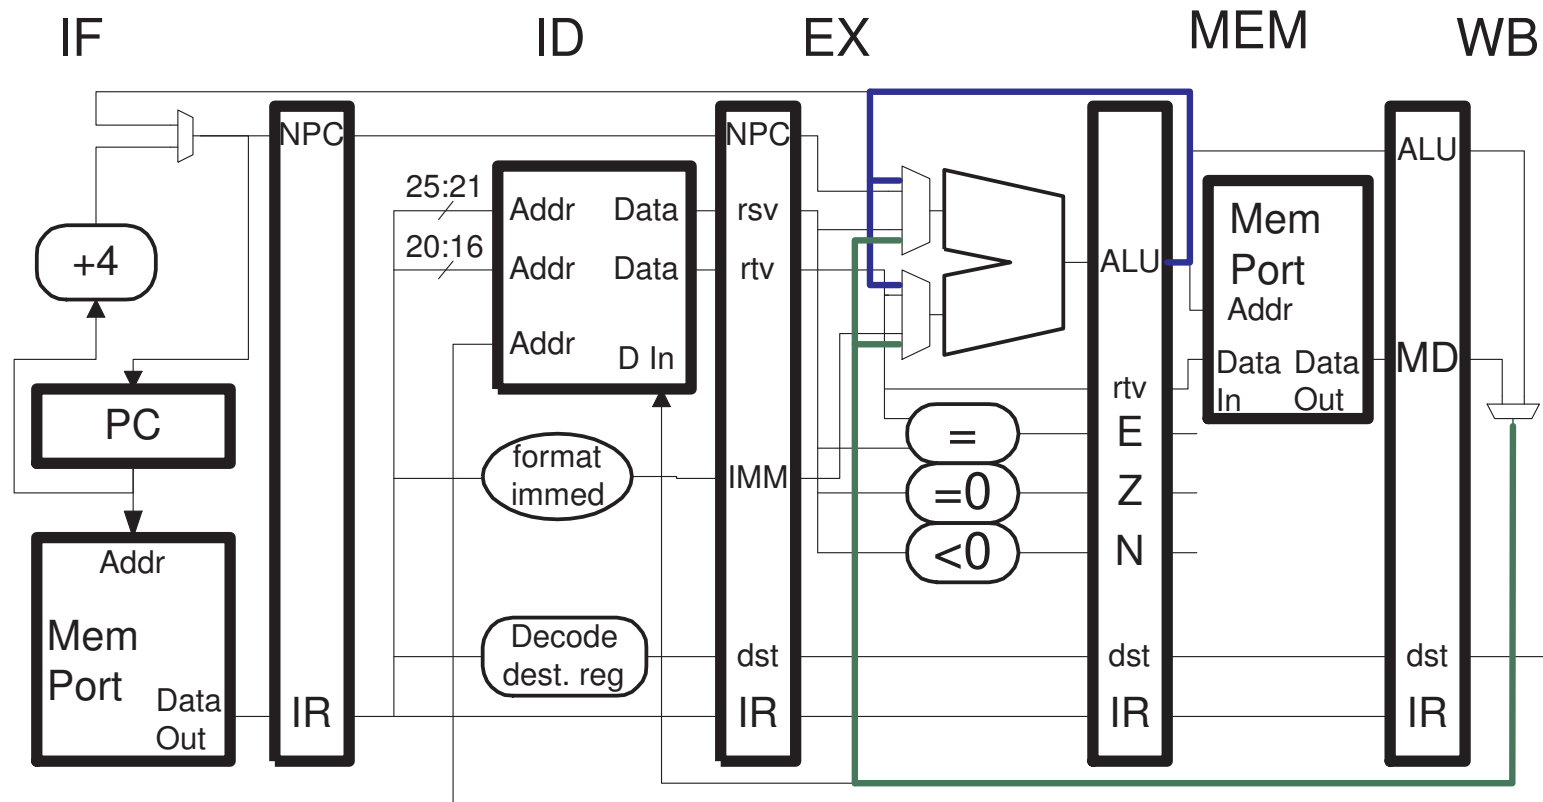 IF
ID
EX
MEM
WB
NPC
+4
PC
Addr
Mem
Port
Data
Out
IR
25:21
20:16
Addr
Data
Addr
Data
Addr
D In
format
immed
Decode
dest. reg
NPC
rsv
rtv
IMM
dst
IR
=
=0
<0
ALU
rtv
E
Z
N
dst
IR
Mem
Port
Addr
Data
In
Data
Out
ALU
MD
dst
IR